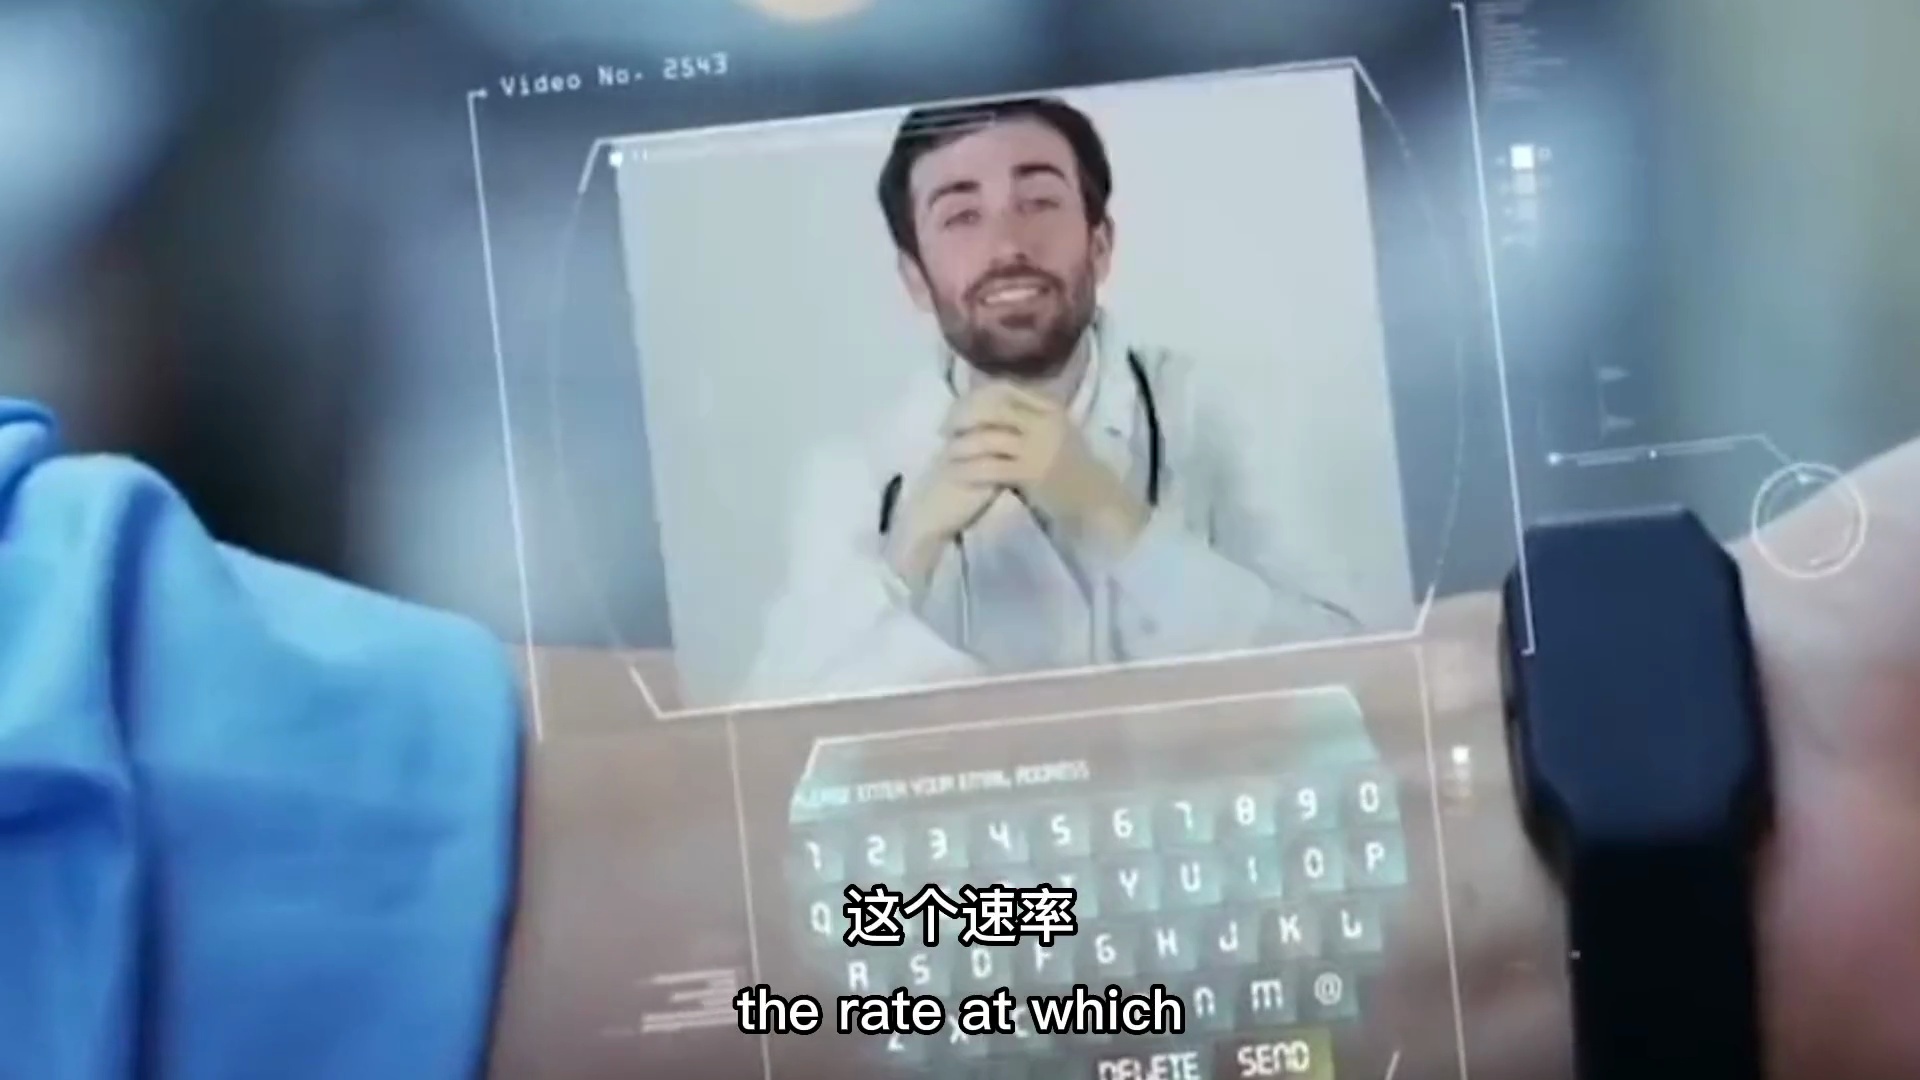 Video No. 2543
PLEASE ENTER YOUR EMAIL ADDRESS
1 2 3 4 5 6 7 8 9 0
Q Y U I O P
这个速率
A S D F G H J K L
the rate at which
Z X N M @
DELETE SEND